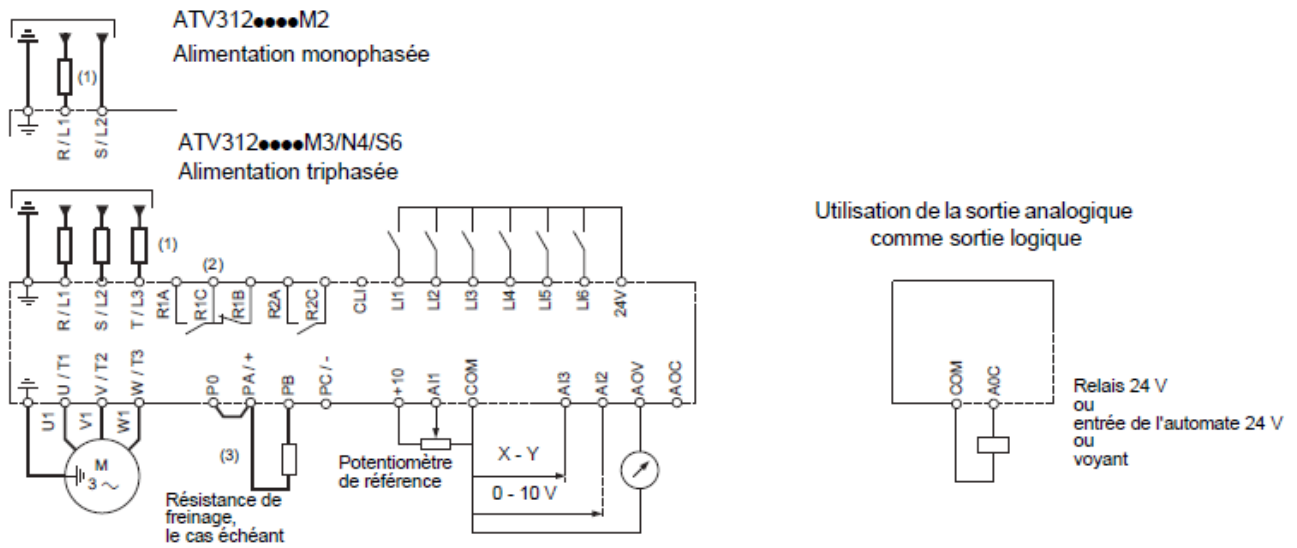 ATV312●●●●M2
Alimentation monophasée
(1)
R / L1
S / L2
ATV312●●●●M3/N4/S6
Alimentation triphasée
(1)
(2)
R / L1
S / L2
T / L3
R1A
R1C
R1B
R2A
R2C
CLI
LI1
LI2
LI3
LI4
LI5
LI6
24V
U / T1
V / T2
W / T3
P0
PA / +
PB
PC / -
+10
AI1
COM
AI3
AI2
AOV
AOC
U1
V1
W1
M
3 ~
(3)
Résistance de
freinage,
le cas échéant
Potentiomètre
de référence
X - Y
0 - 10 V
Utilisation de la sortie analogique
comme sortie logique
COM
A0C
Relais 24 V
ou
entrée de l'automate 24 V
ou
voyant